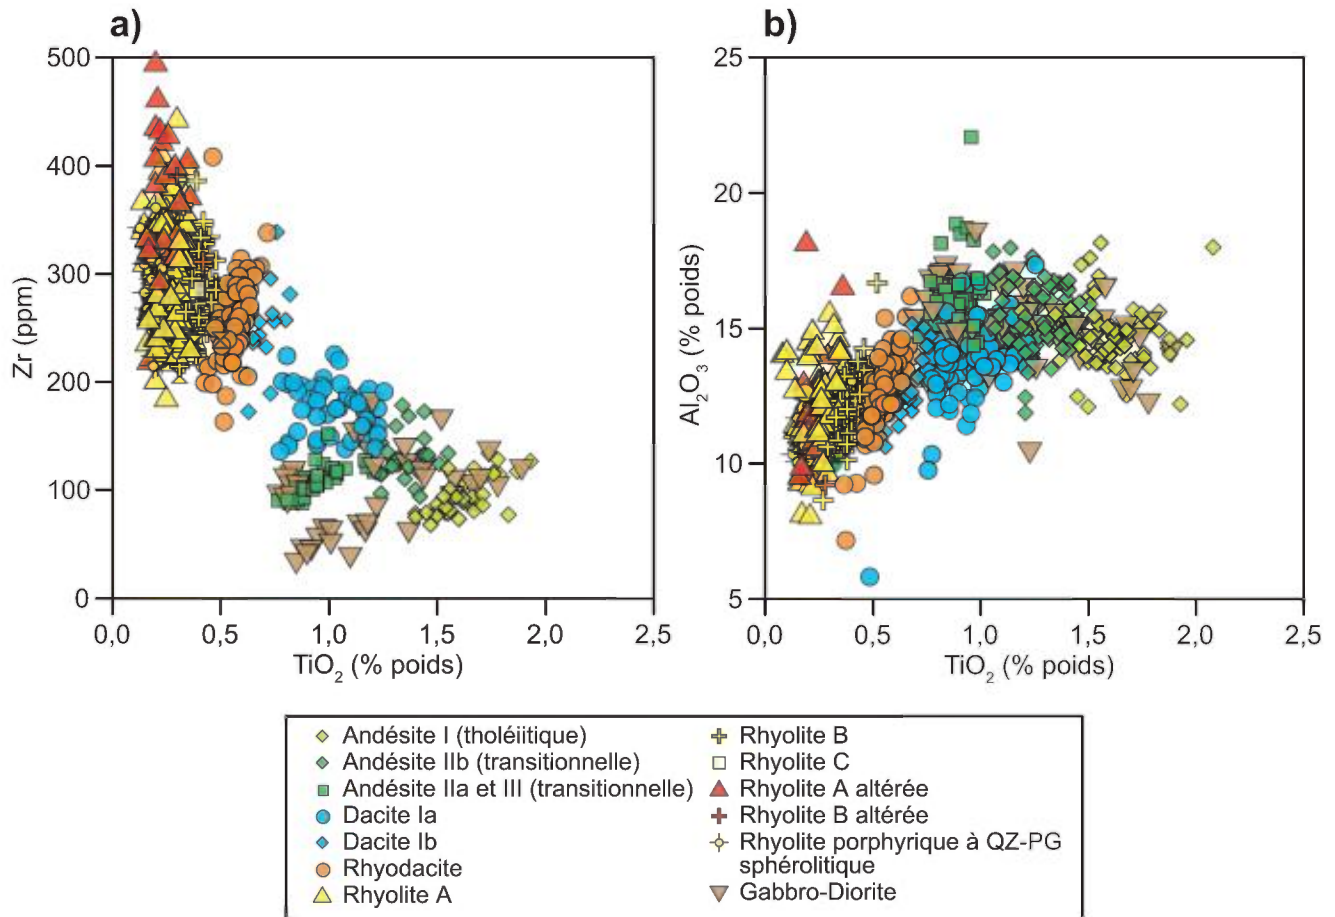 a)
500
400
300
200
100
0
Zr (ppm)
0,0 0,5 1,0 1,5 2,0 2,5
TiO₂ (% poids)
b)
25
20
15
10
5
Al₂O₃ (% poids)
0,0 0,5 1,0 1,5 2,0 2,5
TiO₂ (% poids)
Andésite I (tholéiitique)
Andésite IIb (transitionnelle)
Andésite IIa et III (transitionnelle)
Dacite Ia
Dacite Ib
Rhyodacite
Rhyolite A
Rhyolite B
Rhyolite C
Rhyolite A altérée
Rhyolite B altérée
Rhyolite porphyrique à QZ-PG
sphérolitique
Gabbro-Diorite